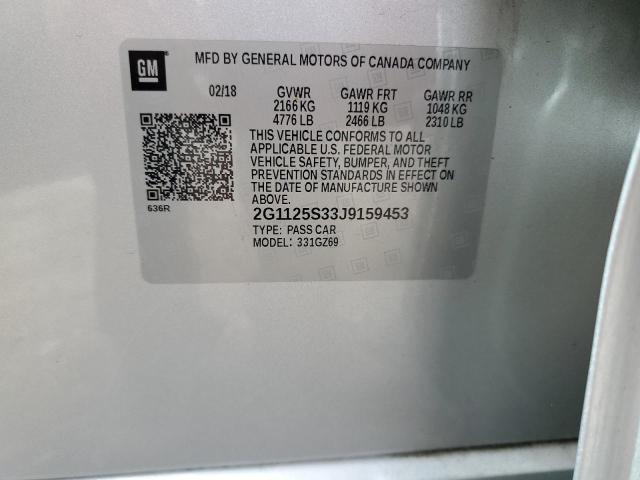 GM
MFD BY GENERAL MOTORS OF CANADA COMPANY
02/18 GVWR GAWR FRT GAWR RR
2166 KG 1119 KG 1048 KG
4776 LB 2466 LB 2310 LB
THIS VEHICLE CONFORMS TO ALL
APPLICABLE U.S. FEDERAL MOTOR
VEHICLE SAFETY, BUMPER, AND THEFT
PREVENTION STANDARDS IN EFFECT ON
THE DATE OF MANUFACTURE SHOWN
ABOVE.
636R
2G1125S33J9159453
TYPE: PASS CAR
MODEL: 331GZ69